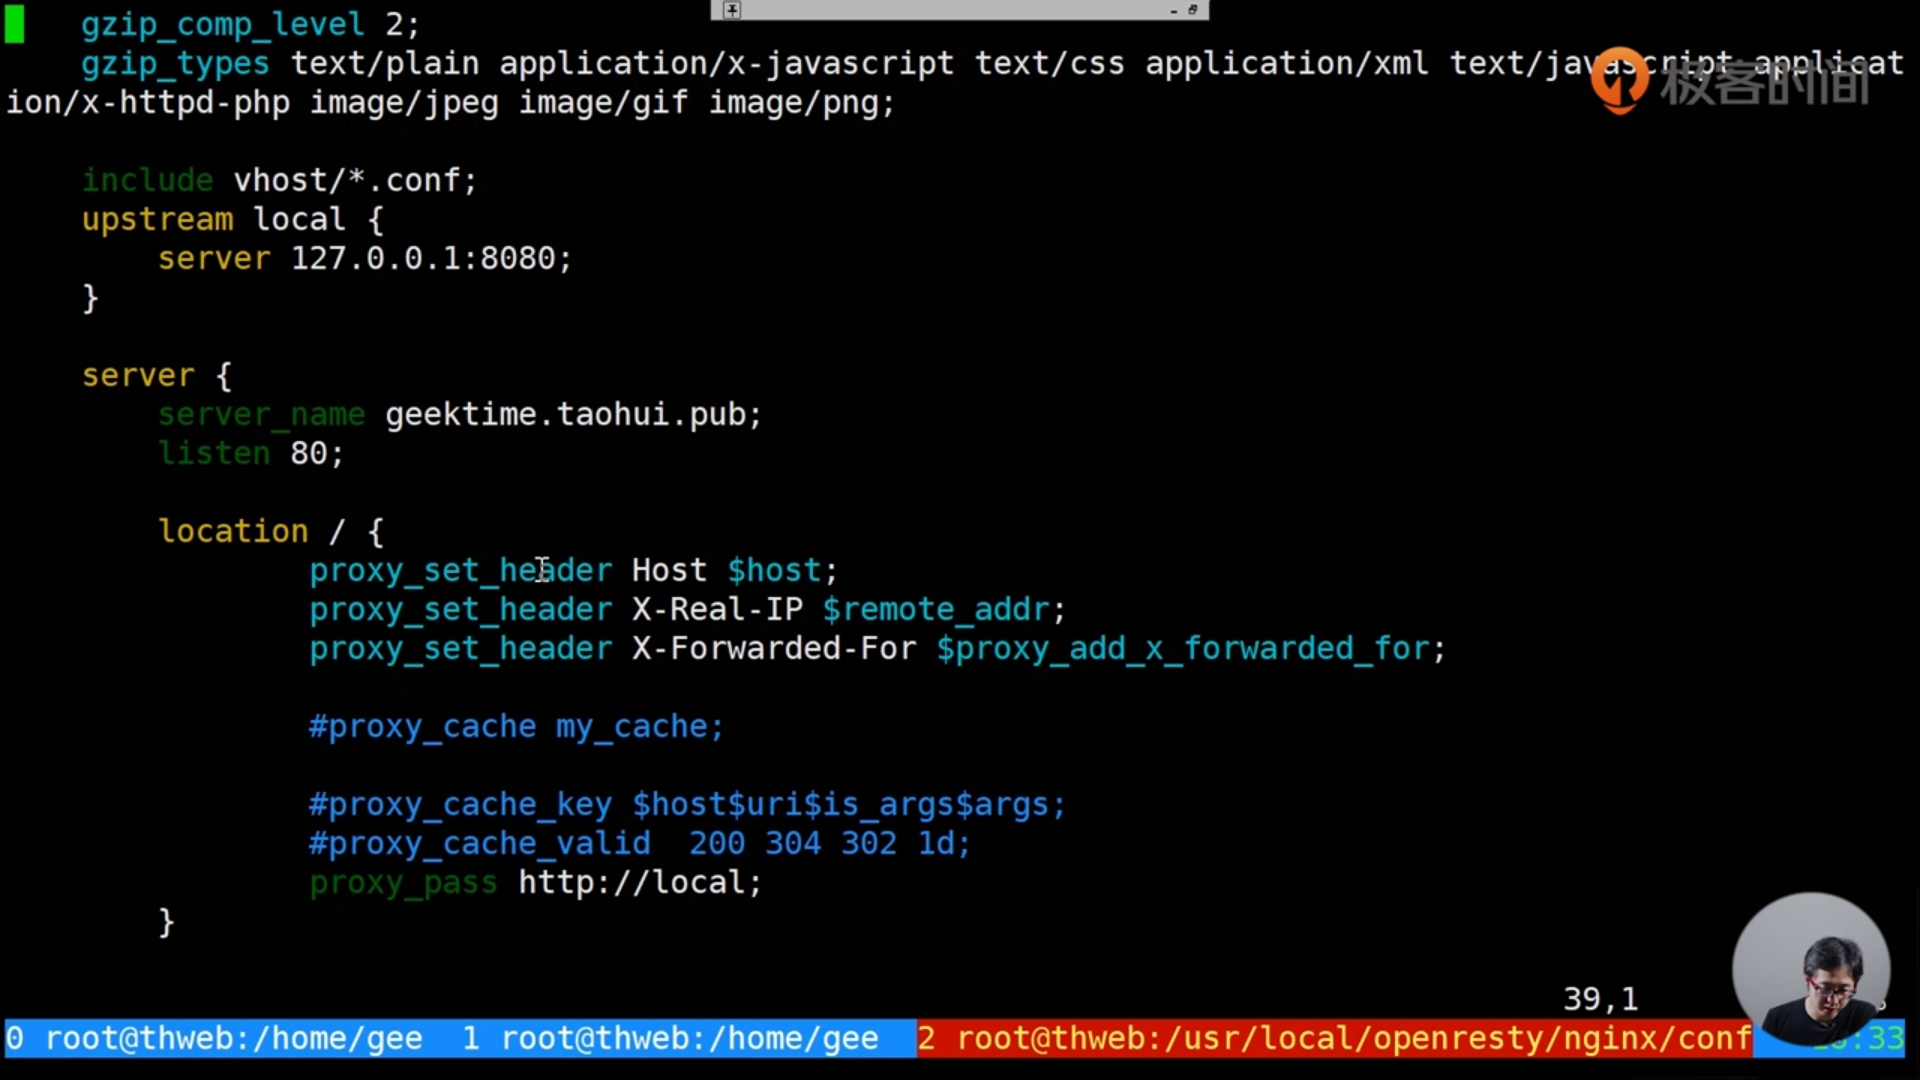 gzip_comp_level 2;
gzip_types text/plain application/x-javascript text/css application/xml text/javascript applicat
ion/x-httpd-php image/jpeg image/gif image/png;
极客时间
include vhost/*.conf;
upstream local {
server 127.0.0.1:8080;
}
server {
server_name geektime.taohui.pub;
listen 80;
location / {
proxy_set_header Host $host;
proxy_set_header X-Real-IP $remote_addr;
proxy_set_header X-Forwarded-For $proxy_add_x_forwarded_for;
#proxy_cache my_cache;
#proxy_cache_key $host$uri$is_args$args;
#proxy_cache_valid  200 304 302 1d;
proxy_pass http://local;
}
39,1
0 root@thweb:/home/gee  1 root@thweb:/home/gee  2 root@thweb:/usr/local/openresty/nginx/conf :33